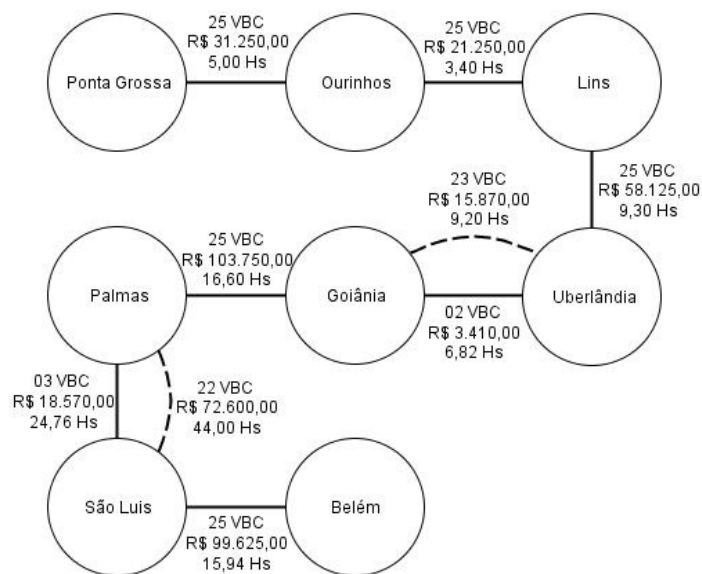 25 VBC
R$ 31.250,00
5,00 Hs
25 VBC
R$ 21.250,00
3,40 Hs
Ponta Grossa
Ourinhos
Lins
25 VBC
R$ 58.125,00
9,30 Hs
23 VBC
R$ 15.870,00
9,20 Hs
25 VBC
R$ 103.750,00
16,60 Hs
Palmas
Goiânia
Uberlândia
02 VBC
R$ 3.410,00
6,82 Hs
03 VBC
R$ 18.570,00
24,76 Hs
22 VBC
R$ 72.600,00
44,00 Hs
São Luis
Belém
25 VBC
R$ 99.625,00
15,94 Hs